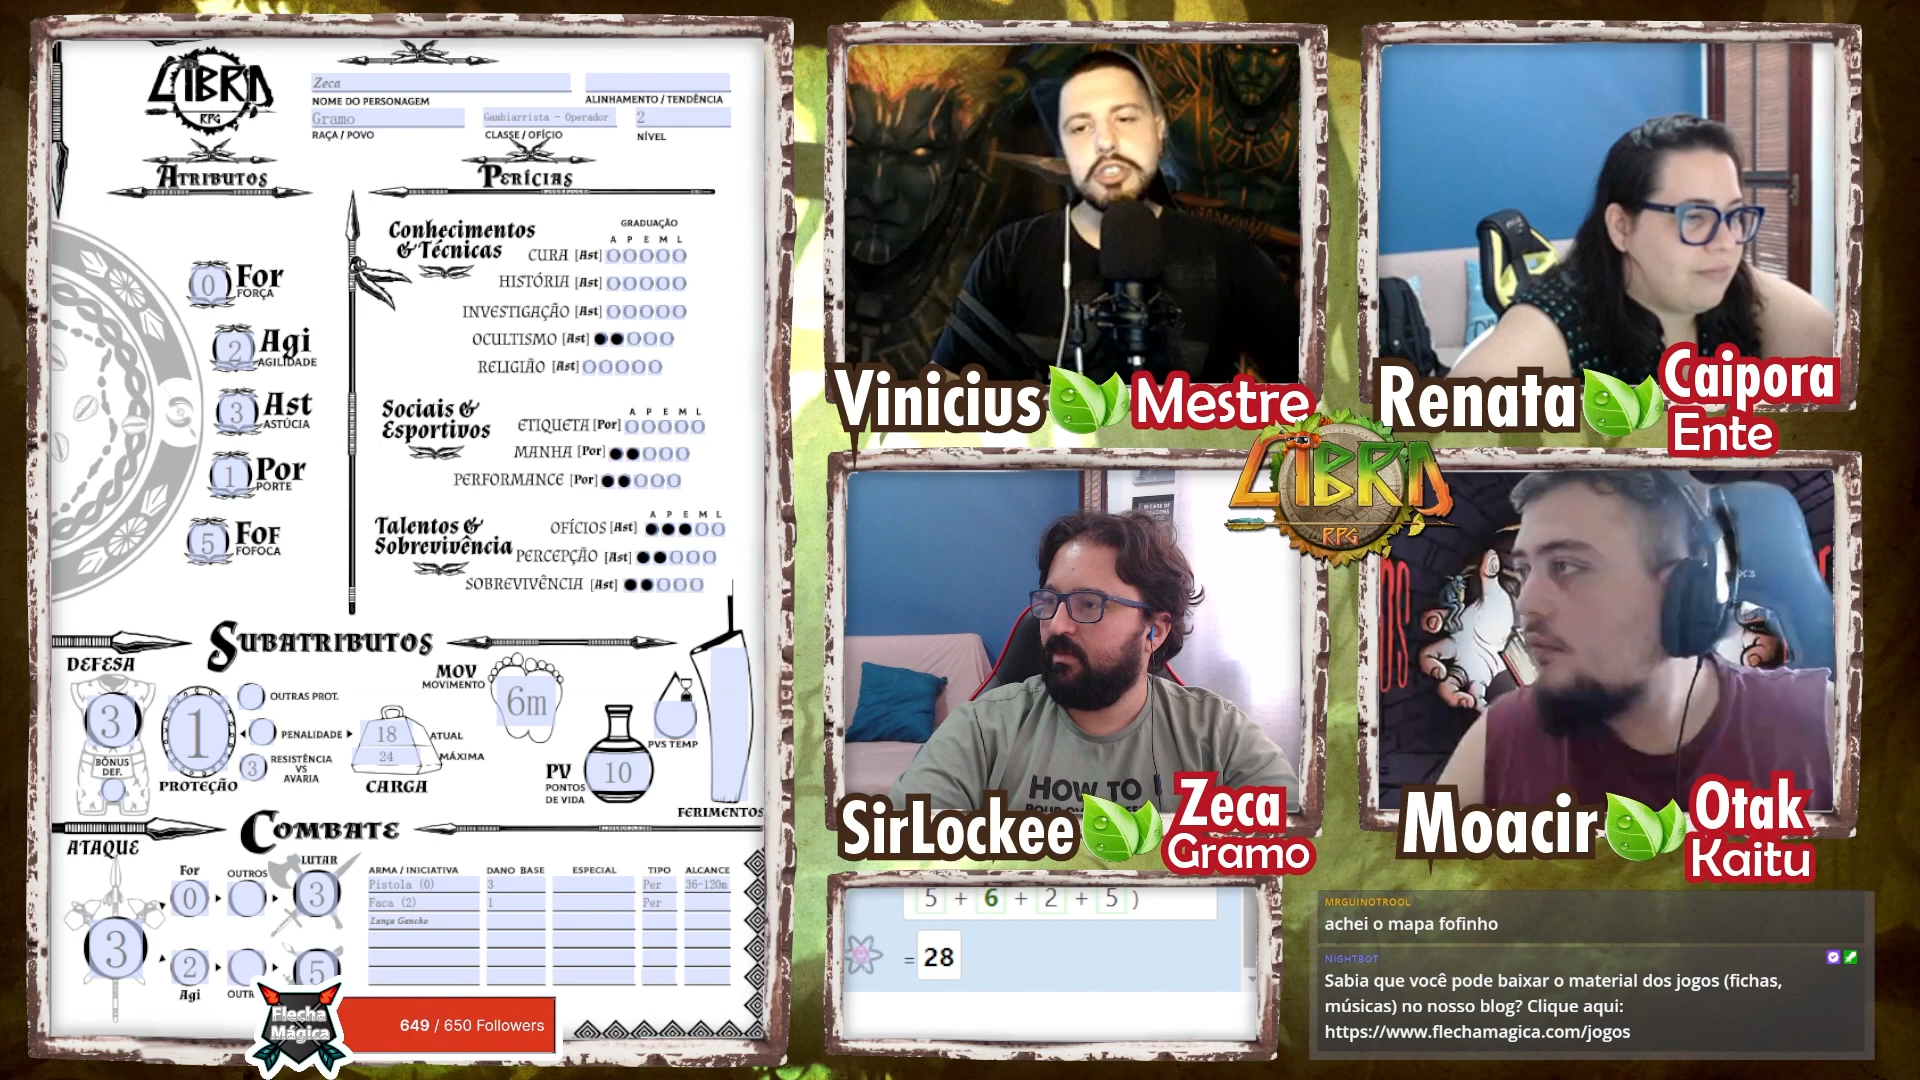 LIBRA
RPG
Zeca
NOME DO PERSONAGEM
ALINHAMENTO / TENDÊNCIA
Gramo
Gambiarrista - Operador
2
RAÇA / POVO
CLASSE / OFÍCIO
NÍVEL
ATRIBUTOS
PERÍCIAS
0 For
FORÇA
2 Agi
AGILIDADE
3 Ast
ASTÚCIA
1 Por
PORTE
5 FoF
FOFOCA
Conhecimentos
& Técnicas
GRADUAÇÃO
A P E M L
CURA [Ast]
HISTÓRIA [Ast]
INVESTIGAÇÃO [Ast]
OCULTISMO [Ast]
RELIGIÃO [Ast]
Sociais &
Esportivos
A P E M L
ETIQUETA [Por]
MANHA [Por]
PERFORMANCE [Por]
Talentos &
Sobrevivência
A P E M L
OFÍCIOS [Ast]
PERCEPÇÃO [Ast]
SOBREVIVÊNCIA [Ast]
SUBATRIBUTOS
DEFESA
3
BÔNUS
DEF.
1
PROTEÇÃO
OUTRAS PROT.
PENALIDADE
3
RESISTÊNCIA
VS
AVARIA
18
ATUAL
24
MÁXIMA
CARGA
MOV
MOVIMENTO
6m
PV
PONTOS
DE VIDA
10
PVS TEMP
FERIMENTOS
COMBATE
ATAQUE
3
For
0
OUTROS
LUTAR
3
2
Agi
OUTR
5
ARMA / INICIATIVA DANO BASE ESPECIAL TIPO ALCANCE
Pistola (0) 3 Per 36-120m
Faca (2) 1 Per
Lança Gancho
Flecha
Mágica
649 / 650 Followers
Vinicius Mestre
Renata Caipora
Ente
LIBRA
RPG
IN CASE OF
HOW TO
SirLockee Zeca
Gramo
Moacir Otak
Kaitu
5 + 6 + 2 + 5 )
= 28
MRGUINOTROOL
achei o mapa fofinho
NIGHTBOT
Sabia que você pode baixar o material dos jogos (fichas,
músicas) no nosso blog? Clique aqui:
https://www.flechamagica.com/jogos